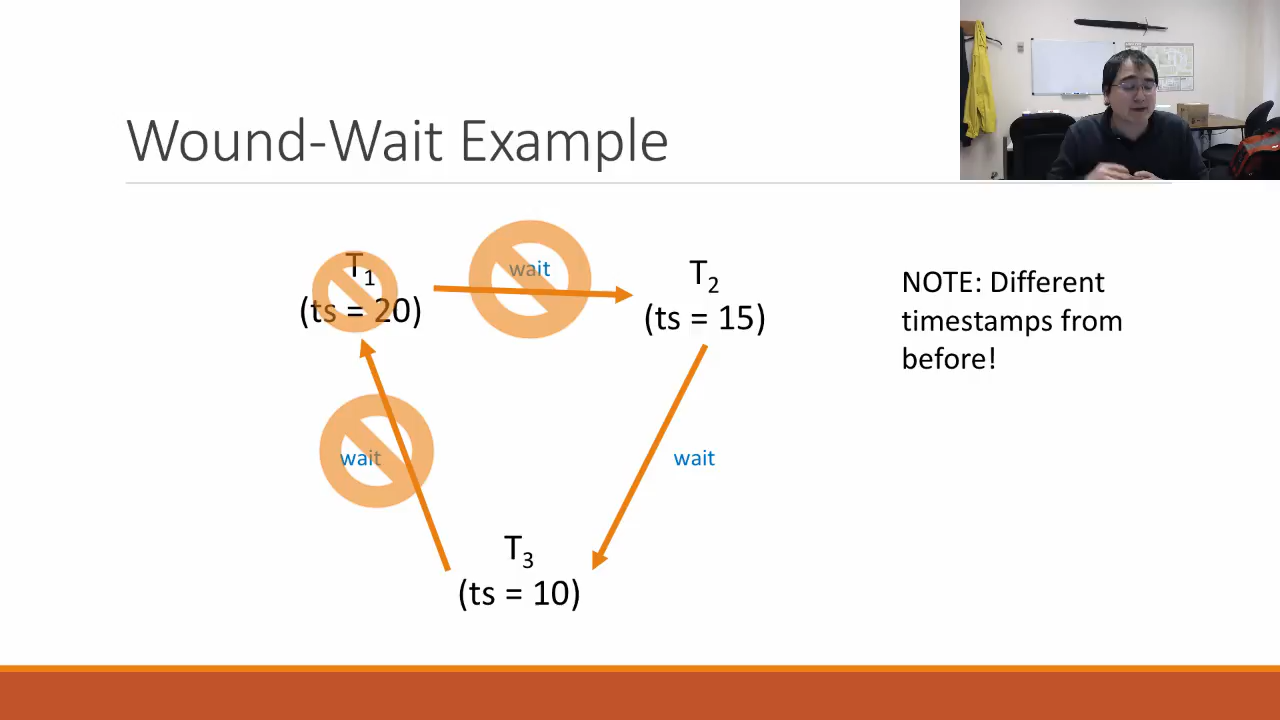 Wound-Wait Example
T1
(ts = 20)
wait
T2
(ts = 15)
NOTE: Different
timestamps from
before!
wait
wait
T3
(ts = 10)